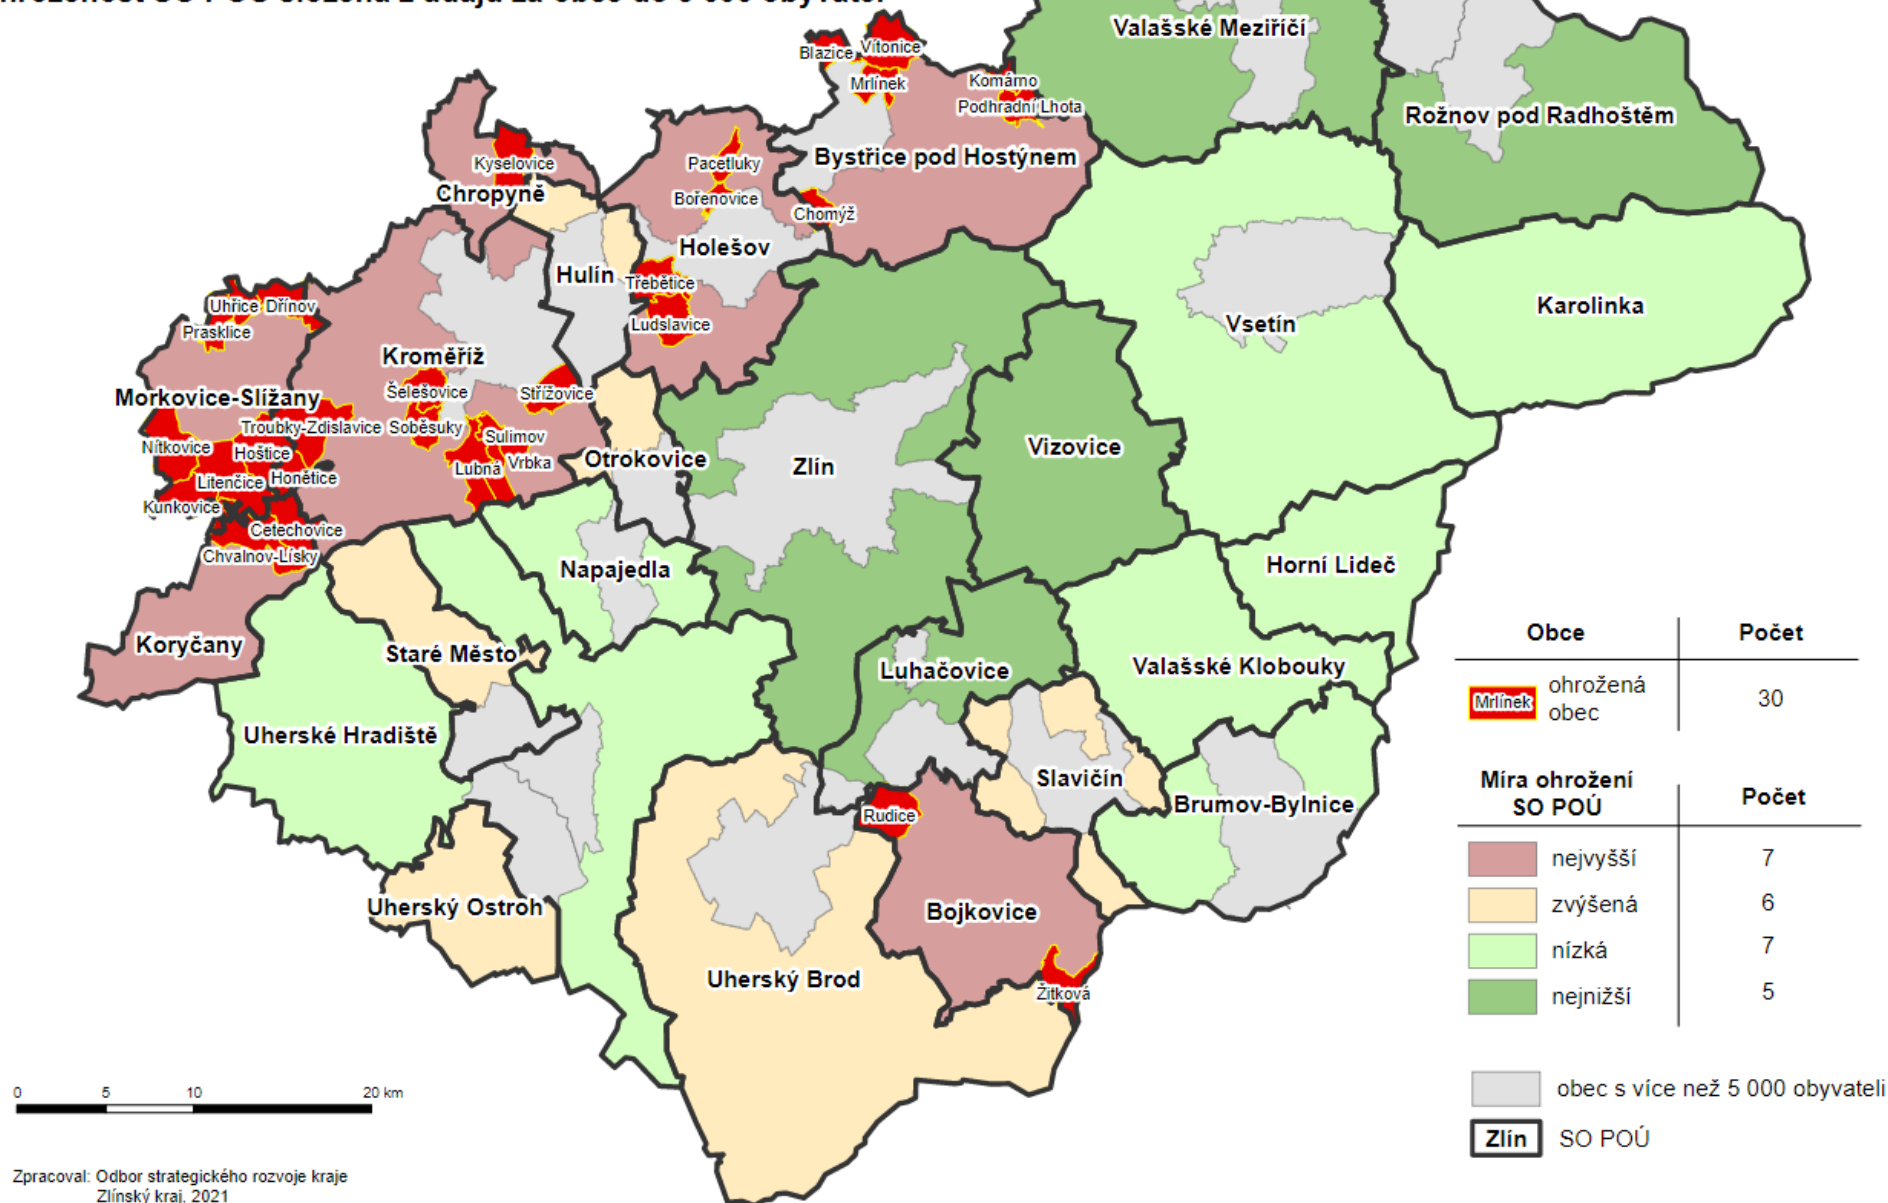 Valašské Meziříčí
Blazice
Vítonice
Mrlínek
Komárno
Podhradní Lhota
Rožnov pod Radhoštěm
Kyselovice
Pacetluky
Bystřice pod Hostýnem
Chropyně
Bořenovice
Chomýž
Holešov
Hulín
Třebětice
Ludslavice
Uhřice
Dřínov
Prasklice
Karolinka
Vsetín
Kroměříž
Morkovice-Slížany
Šelešovice
Střížovice
Troubky-Zdislavice
Soběsuky
Sulimov
Nítkovice
Hoštice
Lubná
Vrbka
Otrokovice
Zlín
Vizovice
Litenčice
Honětice
Kunkovice
Cetechovice
Chvalnov-Lísky
Napajedla
Horní Lideč
Koryčany
Staré Město
Luhačovice
Valašské Klobouky
Uherské Hradiště
Slavičín
Brumov-Bylnice
Rudice
Uherský Ostroh
Bojkovice
Uherský Brod
Žítková
Obce
Počet
Mrlínek
ohrožená
obec
30
Míra ohrožení
SO POÚ
Počet
nejvyšší
7
zvýšená
6
nízká
7
nejnižší
5
obec s více než 5 000 obyvateli
Zlín
SO POÚ
0 5 10 20 km
Zpracoval: Odbor strategického rozvoje kraje
Zlínský kraj, 2021